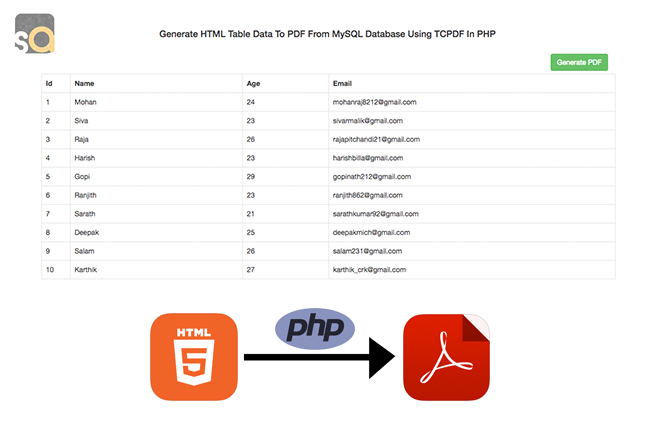 sa
Generate HTML Table Data To PDF From MySQL Database Using TCPDF In PHP
Generate PDF
Id Name Age Email
1 Mohan 24 mohanraj8212@gmail.com
2 Siva 23 sivarmalik@gmail.com
3 Raja 26 rajapitchandi21@gmail.com
4 Harish 23 harishbilla@gmail.com
5 Gopi 29 gopinath212@gmail.com
6 Ranjith 23 ranjith862@gmail.com
7 Sarath 21 sarathkumar92@gmail.com
8 Deepak 25 deepakmich@gmail.com
9 Salam 26 salam231@gmail.com
10 Karthik 27 karthik_crk@gmail.com
php
HTML
5